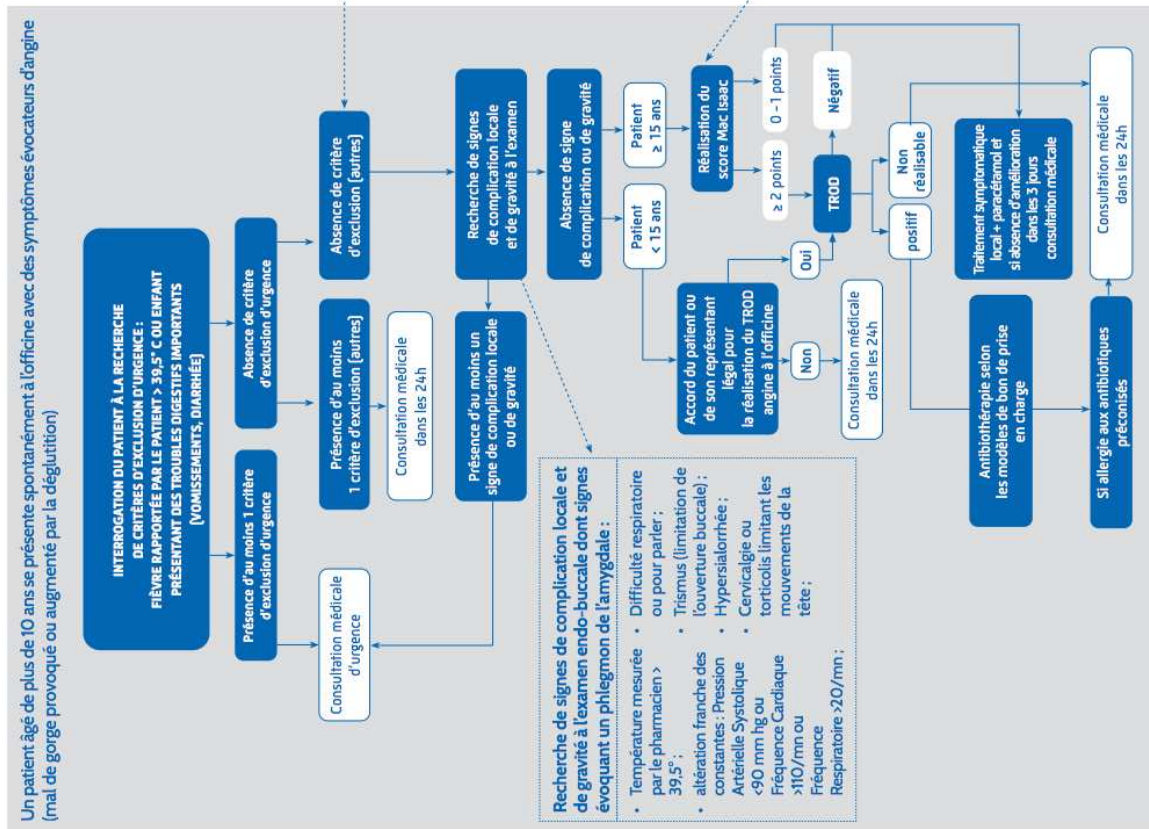 Un patient âgé de plus de 10 ans se présente spontanément à l'officine avec des symptômes évocateurs d'angine
(mal de gorge provoqué ou augmenté par la déglutition)
INTERROGATION DU PATIENT À LA RECHERCHE
DE CRITÈRES D'EXCLUSION D'URGENCE :
FIÈVRE RAPPORTÉE PAR LE PATIENT > 39,5° C OU ENFANT
PRÉSENTANT DES TROUBLES DIGESTIFS IMPORTANTS
(VOMISSEMENTS, DIARRHÉE)
Présence d'au moins 1 critère
d'exclusion d'urgence
Absence de critère
d'exclusion d'urgence
Consultation médicale
d'urgence
Présence d'au moins
1 critère d'exclusion (autres)
Absence de critère
d'exclusion (autres)
Consultation médicale
dans les 24h
Présence d'au moins un
signe de complication locale
ou de gravité
Recherche de signes
de complication locale
et de gravité à l'examen
Absence de signe
de complication ou de gravité
Recherche de signes de complication locale et
de gravité à l'examen endo-buccale dont signes
évoquant un phlegmon de l'amygdale :
• Température mesurée
par le pharmacien >
39,5° ;
• altération franche des
constantes : Pression
Artérielle Systolique
<90 mm hg ou
Fréquence Cardiaque
>110/mn ou
Fréquence
Respiratoire >20/mn ;
• Difficulté respiratoire
ou pour parler ;
• Trismus (limitation de
l'ouverture buccale) ;
• Hypersialorrhée ;
• Cervicalgie ou
torticolis limitant les
mouvements de la
tête ;
Patient
< 15 ans
Patient
≥ 15 ans
Accord du patient ou
de son représentant
légal pour
la réalisation du TROD
angine à l'officine
Réalisation du
score Mac Isaac
Non
Oui
≥ 2 points
0 – 1 points
Consultation médicale
dans les 24h
TROD
Négatif
positif
Non
réalisable
Antibiothérapie selon
les modèles de bon de prise
en charge
Traitement symptomatique
local + paracétamol et
si absence d'amélioration
dans les 3 jours
consultation médicale
Si allergie aux antibiotiques
préconisés
Consultation médicale
dans les 24h